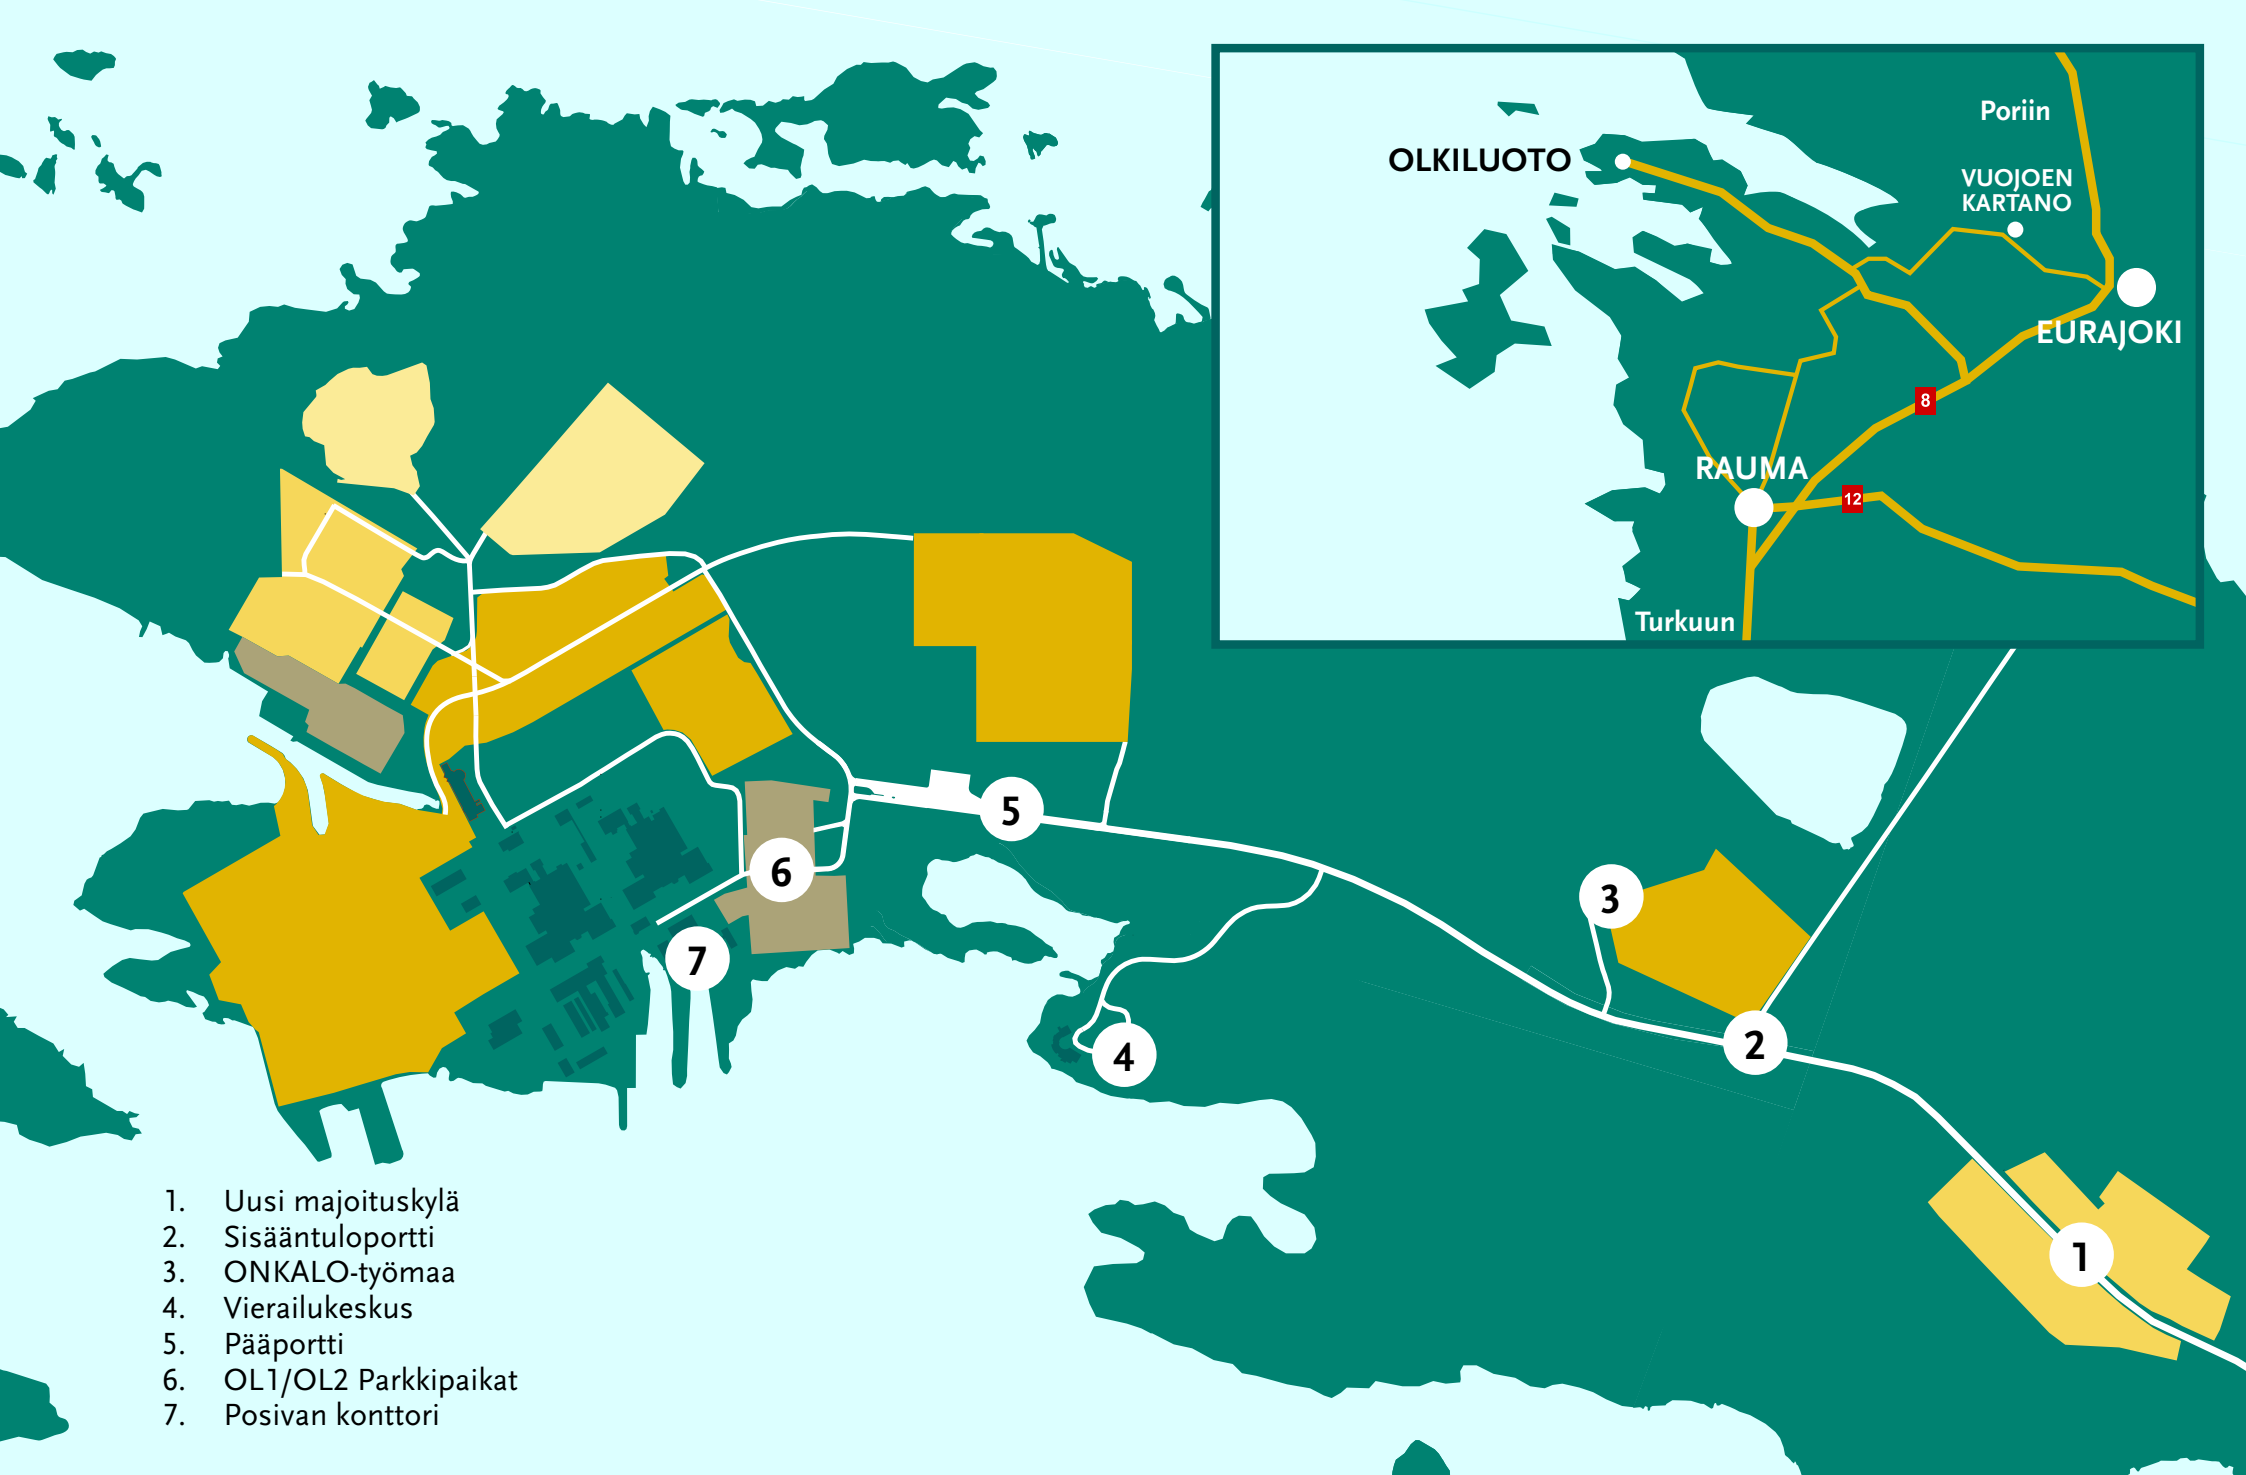 Poriin
OLKILUOTO
VUOJOEN
KARTANO
EURAJOKI
8
RAUMA
12
Turkuun
5
6
3
7
2
4
1
1. Uusi majoituskylä
2. Sisääntuloportti
3. ONKALO-työmaa
4. Vierailukeskus
5. Pääportti
6. OL1/OL2 Parkkipaikat
7. Posivan konttori